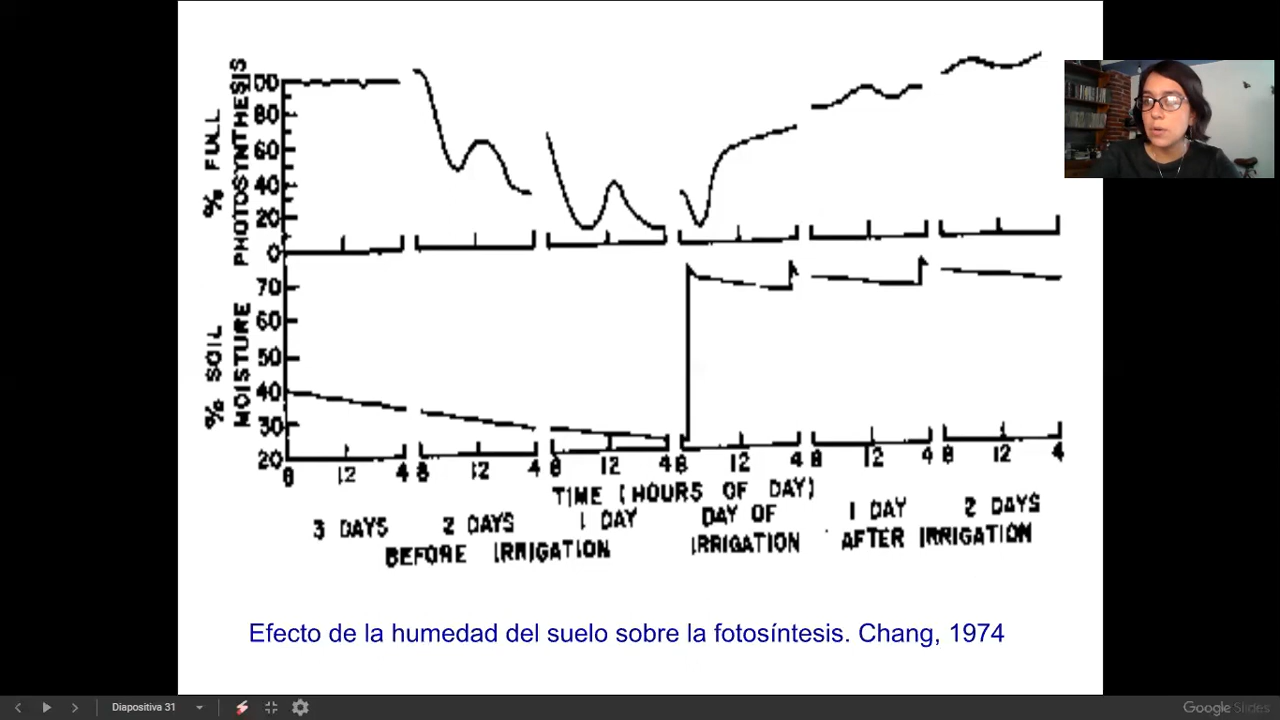 % FULL
PHOTOSYNTHESIS
100
80
60
40
20
0
% SOIL
MOISTURE
70
60
50
40
30
20
8 12 4 8 12 4 8 12 4 8 12 4 8 12 4 8 12 4
TIME (HOURS OF DAY)
3 DAYS 2 DAYS 1 DAY
BEFORE IRRIGATION
DAY OF
IRRIGATION
1 DAY 2 DAYS
AFTER IRRIGATION
Efecto de la humedad del suelo sobre la fotosíntesis. Chang, 1974
Diapositiva 31
Google Slides